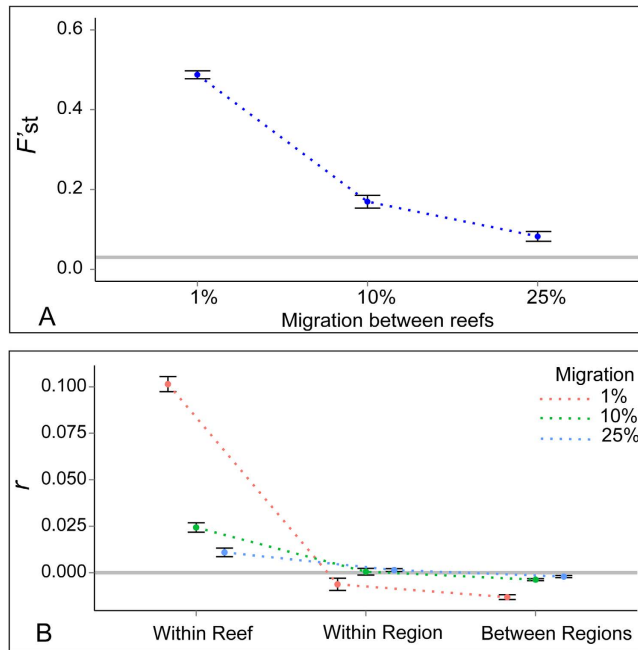 0.6
0.4
F'st
0.2
0.0
1% 10% 25%
A Migration between reefs
Migration
0.100 1%
10%
0.075 25%
0.050
r
0.025
0.000
B Within Reef Within Region Between Regions